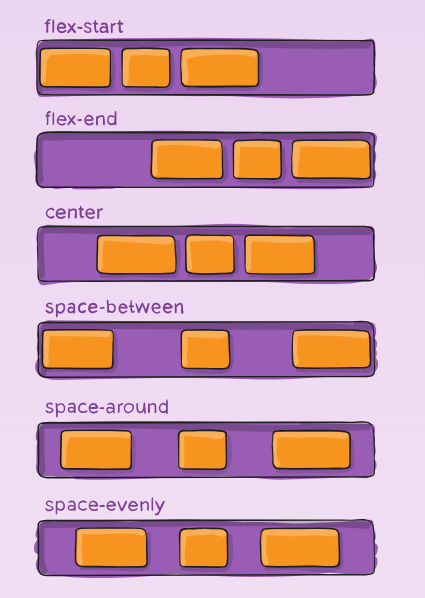 flex-start
flex-end
center
space-between
space-around
space-evenly